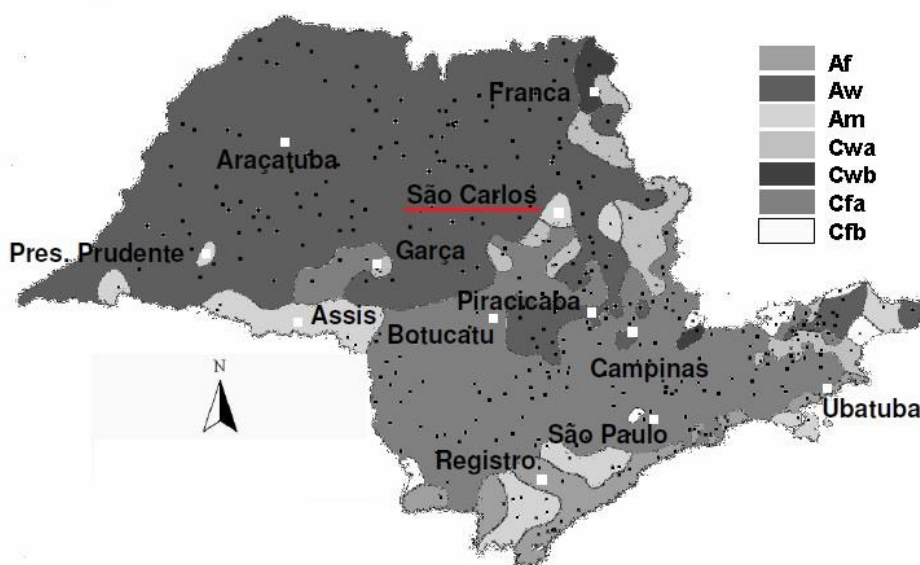 Franca
Araçatuba
São Carlos
Pres. Prudente
Garça
Piracicaba
Assis
Botucatu
Campinas
Ubatuba
São Paulo
Registro
N
Af
Aw
Am
Cwa
Cwb
Cfa
Cfb